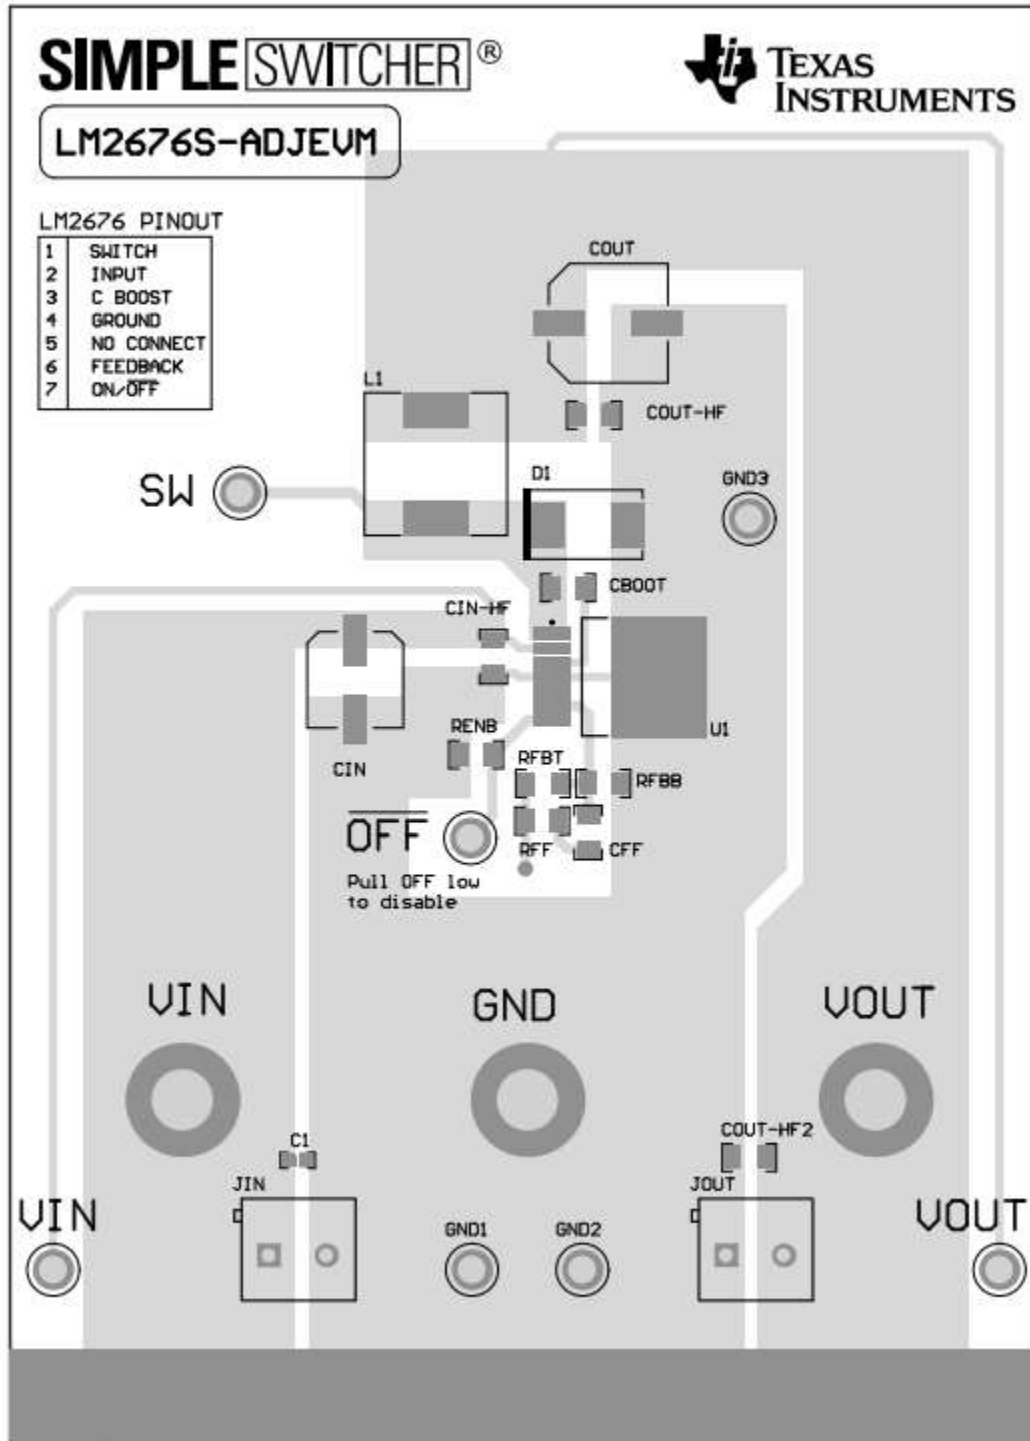 SIMPLE SWITCHER ®
TEXAS
INSTRUMENTS
LM2676S-ADJEVM
LM2676 PINOUT
1 SWITCH
2 INPUT
3 C BOOST
4 GROUND
5 NO CONNECT
6 FEEDBACK
7 ON/OFF
COUT
L1
COUT-HF
D1
GND3
SW
CBOOT
CIN-HF
U1
RENB
RFBT
RFBB
CIN
OFF
RFF
CFF
Pull OFF low
to disable
VIN
GND
VOUT
C1
COUT-HF2
JIN
JOUT
VIN
GND1
GND2
VOUT